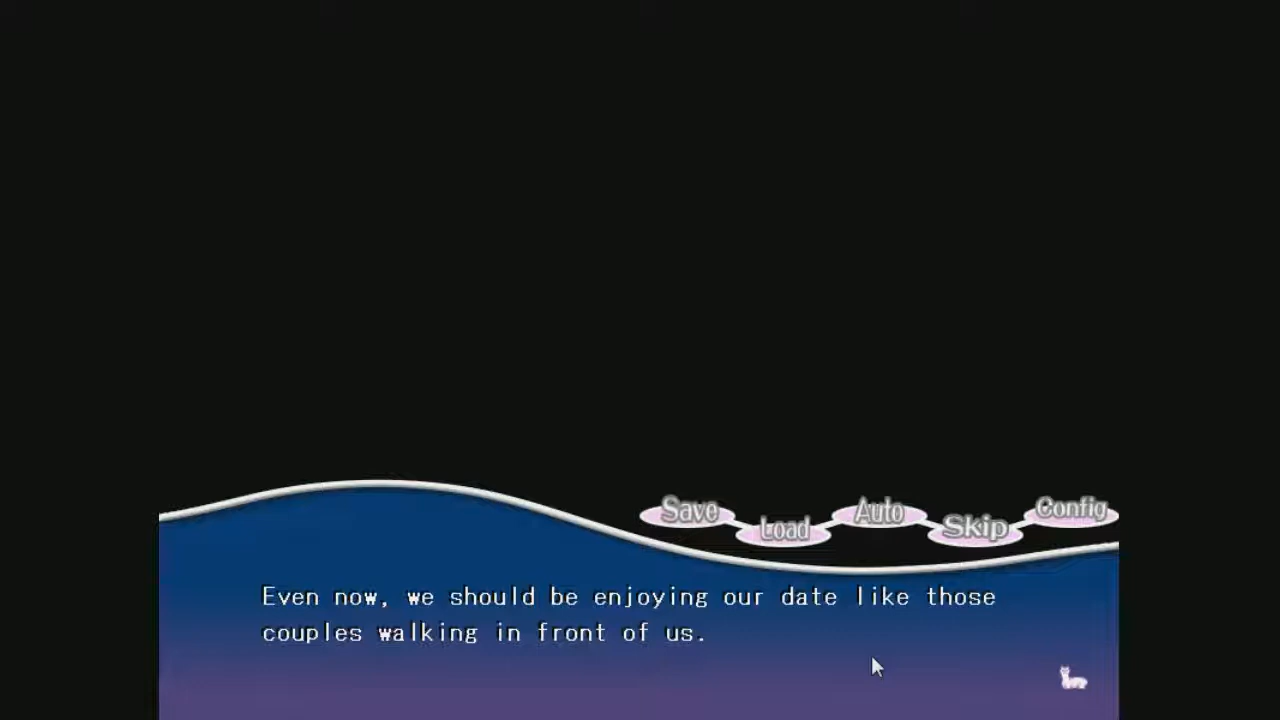 Save
Load
Auto
Skip
Config
Even now, we should be enjoying our date like those
couples walking in front of us.